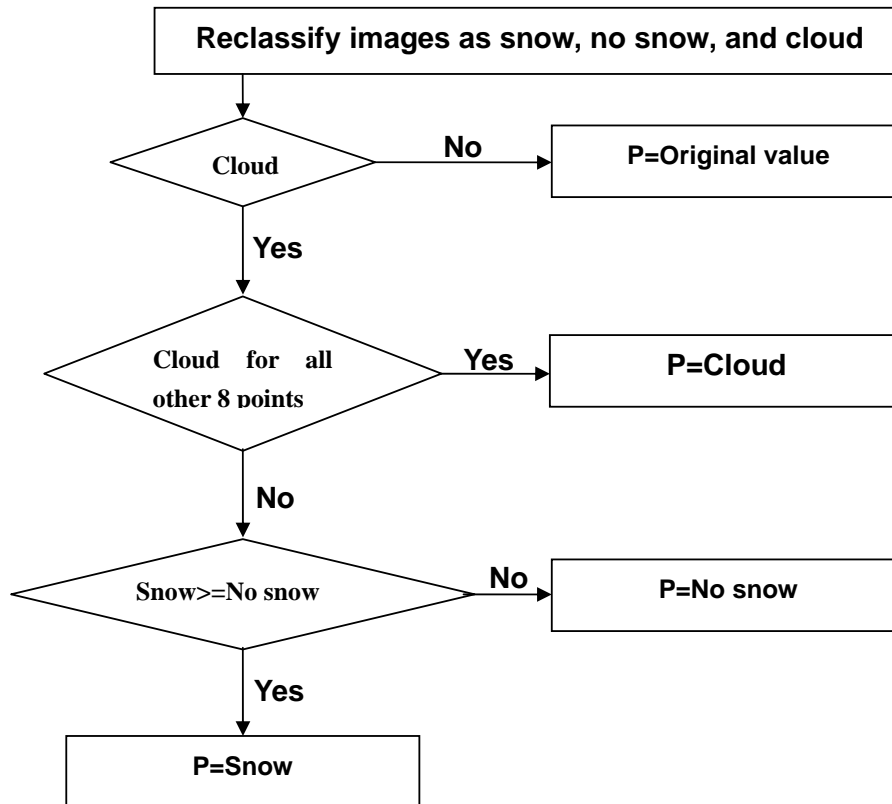 Reclassify images as snow, no snow, and cloud
Cloud
No
P=Original value
Yes
Cloud for all
other 8 points
Yes
P=Cloud
No
Snow>=No snow
No
P=No snow
Yes
P=Snow